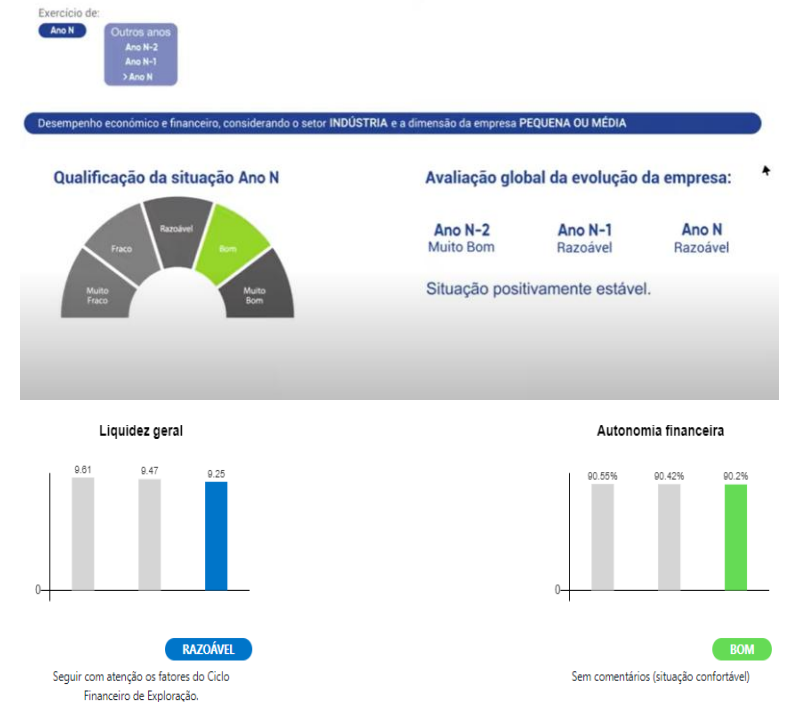 Exercício de:
Ano N
Outros anos
Ano N-2
Ano N-1
> Ano N
Desempenho económico e financeiro, considerando o setor INDÚSTRIA e a dimensão da empresa PEQUENA OU MÉDIA
Qualificação da situação Ano N
Muito
Fraco
Fraco
Razoável
Bom
Muito
Bom
Avaliação global da evolução da empresa:
Ano N-2 Ano N-1 Ano N
Muito Bom Razoável Razoável
Situação positivamente estável.
Liquidez geral
9.61 9.47 9.25
0
RAZOÁVEL
Seguir com atenção os fatores do Ciclo
Financeiro de Exploração.
Autonomia financeira
90.55% 90.42% 90.2%
0
BOM
Sem comentários (situação confortável)